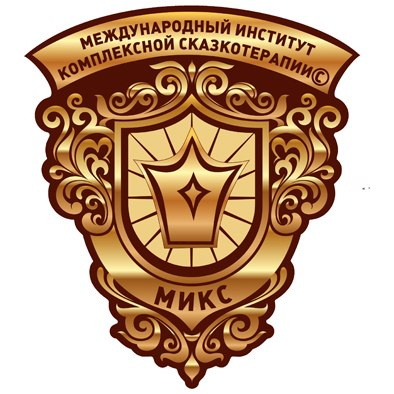 МЕЖДУНАРОДНЫЙ ИНСТИТУТ
КОМПЛЕКСНОЙ СКАЗКОТЕРАПИИ©
МИКС